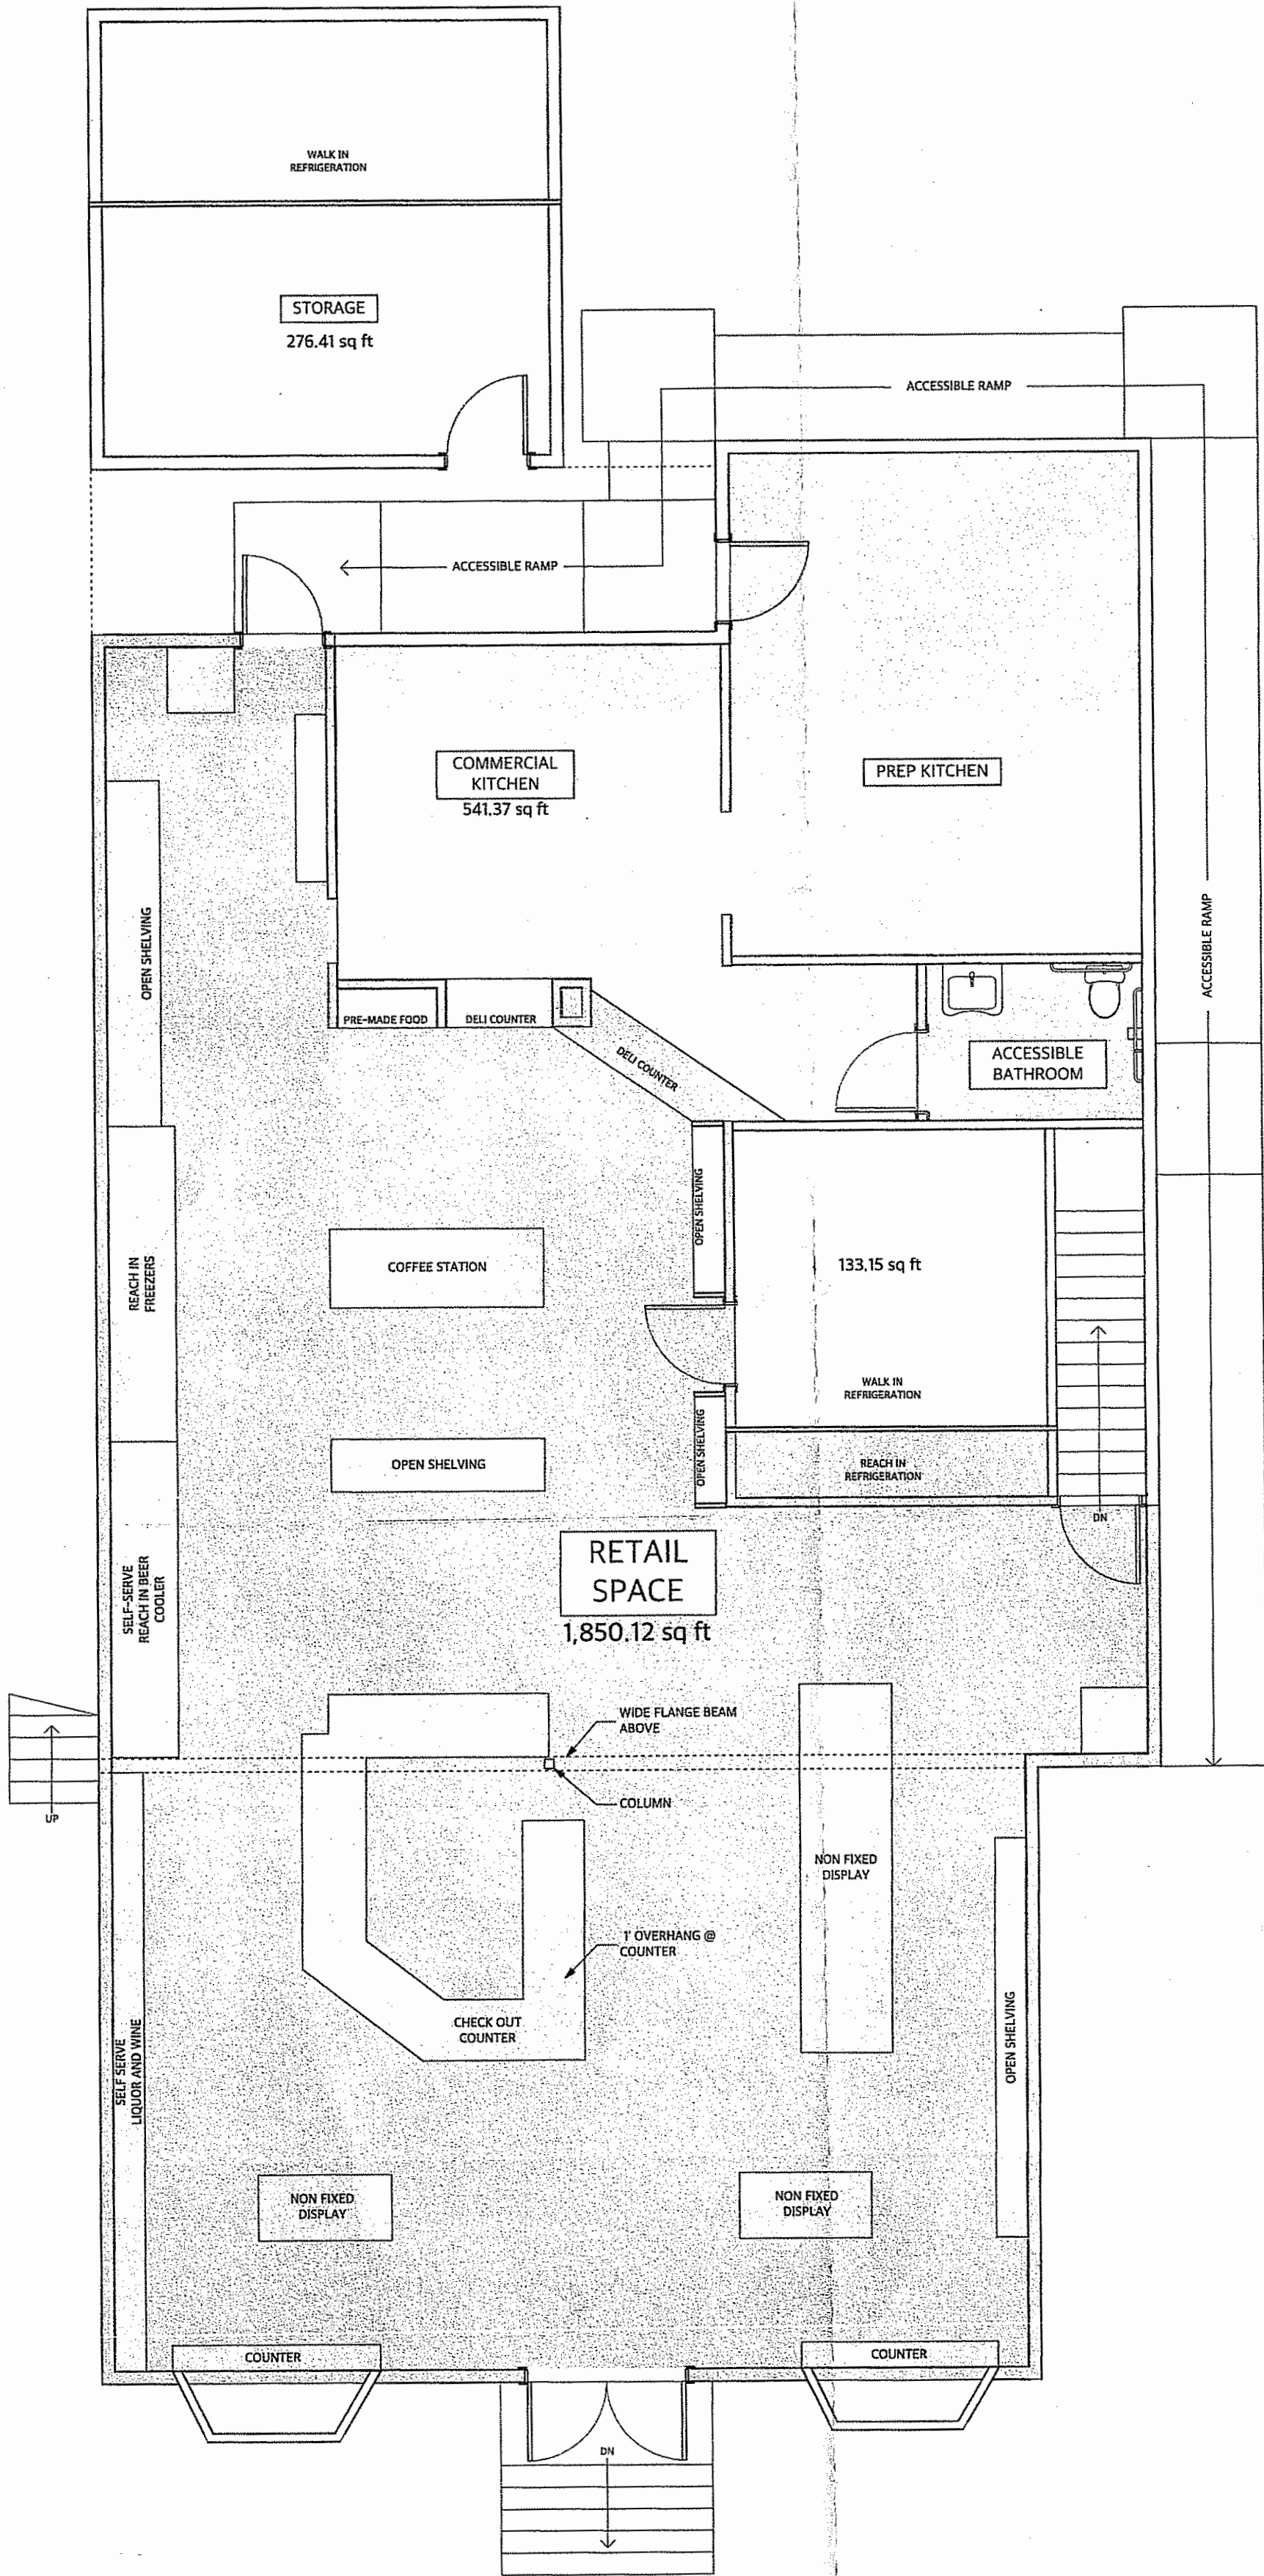 WALK IN
REFRIGERATION
STORAGE
276.41 sq ft
ACCESSIBLE RAMP
ACCESSIBLE RAMP
COMMERCIAL
KITCHEN
541.37 sq ft
PREP KITCHEN
OPEN SHELVING
ACCESSIBLE RAMP
PRE-MADE FOOD
DELI COUNTER
DELI COUNTER
ACCESSIBLE
BATHROOM
OPEN SHELVING
REACH IN
FREEZERS
COFFEE STATION
133.15 sq ft
WALK IN
REFRIGERATION
OPEN SHELVING
OPEN SHELVING
REACH IN
REFRIGERATION
DN
SELF-SERVE
REACH IN BEER
COOLER
RETAIL
SPACE
1,850.12 sq ft
WIDE FLANGE BEAM
ABOVE
COLUMN
UP
NON FIXED
DISPLAY
1' OVERHANG @
COUNTER
CHECK OUT
COUNTER
SELF SERVE
LIQUOR AND WINE
OPEN SHELVING
NON FIXED
DISPLAY
NON FIXED
DISPLAY
COUNTER
COUNTER
DN